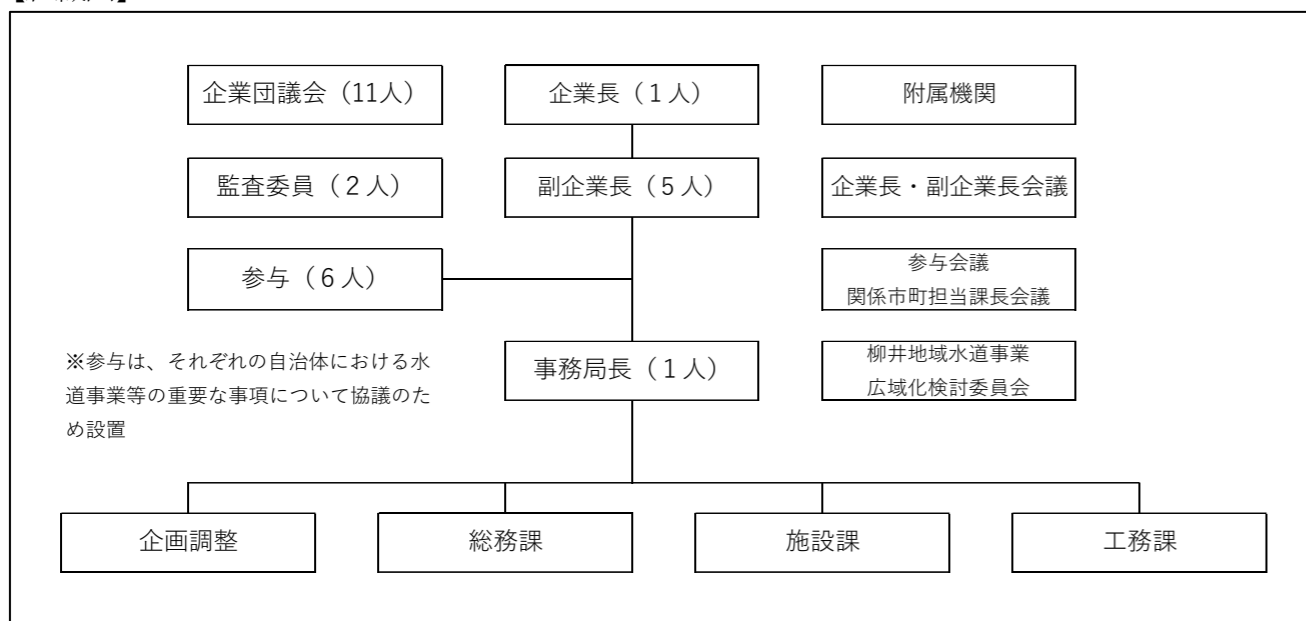 企業団議会（11人）
企業長（１人）
附属機関
監査委員（２人）
副企業長（５人）
企業長・副企業長会議
参与（６人）
参与会議
関係市町担当課長会議
※参与は、それぞれの自治体における水
道事業等の重要な事項について協議のた
め設置
事務局長（１人）
柳井地域水道事業
広域化検討委員会
企画調整
総務課
施設課
工務課